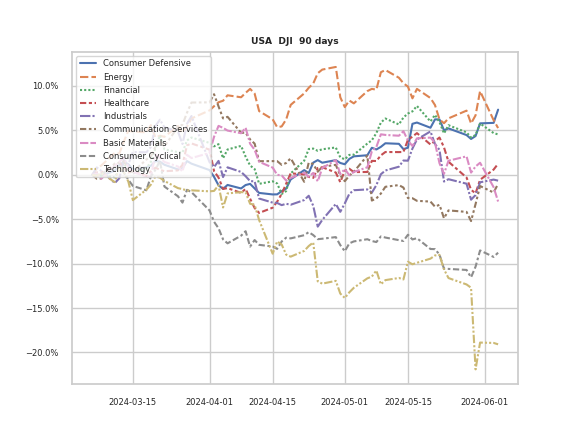 USA DJI 90 days
Consumer Defensive
Energy
Financial
Healthcare
Industrials
Communication Services
Basic Materials
Consumer Cyclical
Technology
10.0%
5.0%
0.0%
−5.0%
−10.0%
−15.0%
−20.0%
2024-03-15 2024-04-01 2024-04-15 2024-05-01 2024-05-15 2024-06-01